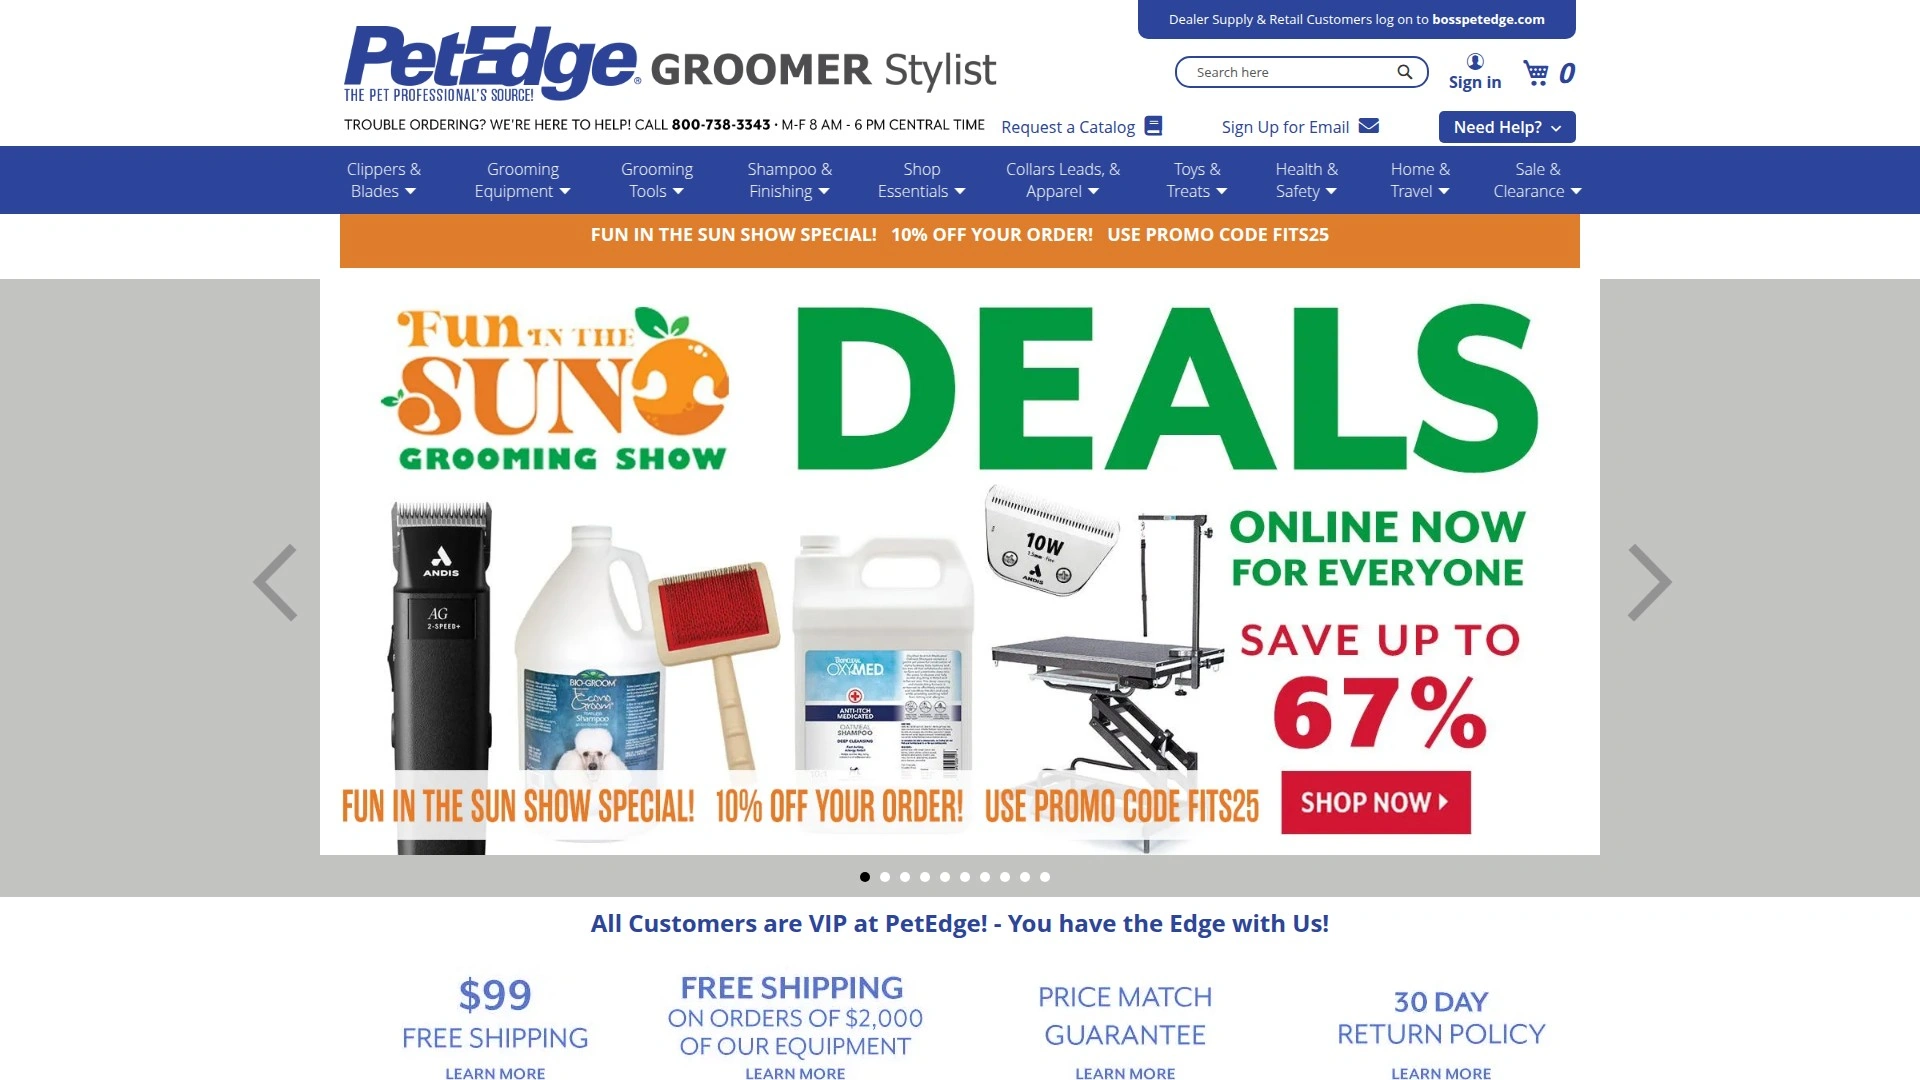 Dealer Supply & Retail Customers log on to bosspetedge.com
PetEdge®
THE PET PROFESSIONAL'S SOURCE!
GROOMER Stylist
Search here
Sign in
0
TROUBLE ORDERING? WE'RE HERE TO HELP! CALL 800-738-3343 • M-F 8 AM - 6 PM CENTRAL TIME
Request a Catalog
Sign Up for Email
Need Help?
Clippers &
Blades
Grooming
Equipment
Grooming
Tools
Shampoo &
Finishing
Shop
Essentials
Collars Leads, &
Apparel
Toys &
Treats
Health &
Safety
Home &
Travel
Sale &
Clearance
FUN IN THE SUN SHOW SPECIAL! 10% OFF YOUR ORDER! USE PROMO CODE FITS25
Fun IN THE
SUN
GROOMING SHOW
DEALS
ANDIS
AG
2-SPEED+
BIO-GROOM
Econo
Groom
Shampoo
OXYMED
ANTI-ITCH
MEDICATED
OATMEAL
SHAMPOO
DEEP CLEANSING
10W
ANDIS
ONLINE NOW
FOR EVERYONE
SAVE UP TO
67%
SHOP NOW
FUN IN THE SUN SHOW SPECIAL! 10% OFF YOUR ORDER! USE PROMO CODE FITS25
All Customers are VIP at PetEdge! - You have the Edge with Us!
$99
FREE SHIPPING
LEARN MORE
FREE SHIPPING
ON ORDERS OF $2,000
OF OUR EQUIPMENT
LEARN MORE
PRICE MATCH
GUARANTEE
LEARN MORE
30 DAY
RETURN POLICY
LEARN MORE